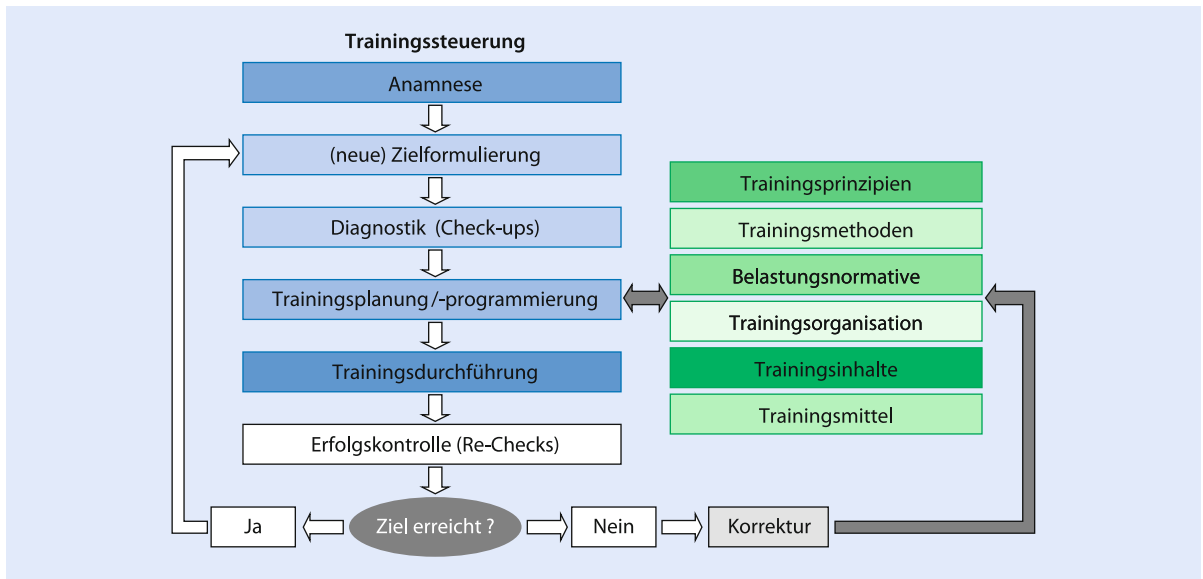 Trainingssteuerung
Anamnese
(neue) Zielformulierung
Diagnostik (Check-ups)
Trainingsplanung/-programmierung
Trainingsdurchführung
Erfolgskontrolle (Re-Checks)
Trainingsprinzipien
Trainingsmethoden
Belastungsnormative
Trainingsorganisation
Trainingsinhalte
Trainingsmittel
Ja
Ziel erreicht ?
Nein
Korrektur